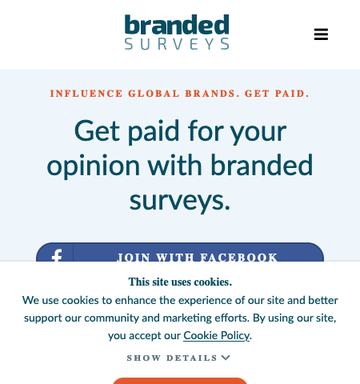 branded
SURVEYS
INFLUENCE GLOBAL BRANDS. GET PAID.
Get paid for your
opinion with branded
surveys.
f JOIN WITH FACEBOOK
This site uses cookies.
We use cookies to enhance the experience of our site and better
support our community and marketing efforts. By using our site,
you accept our Cookie Policy.
SHOW DETAILS